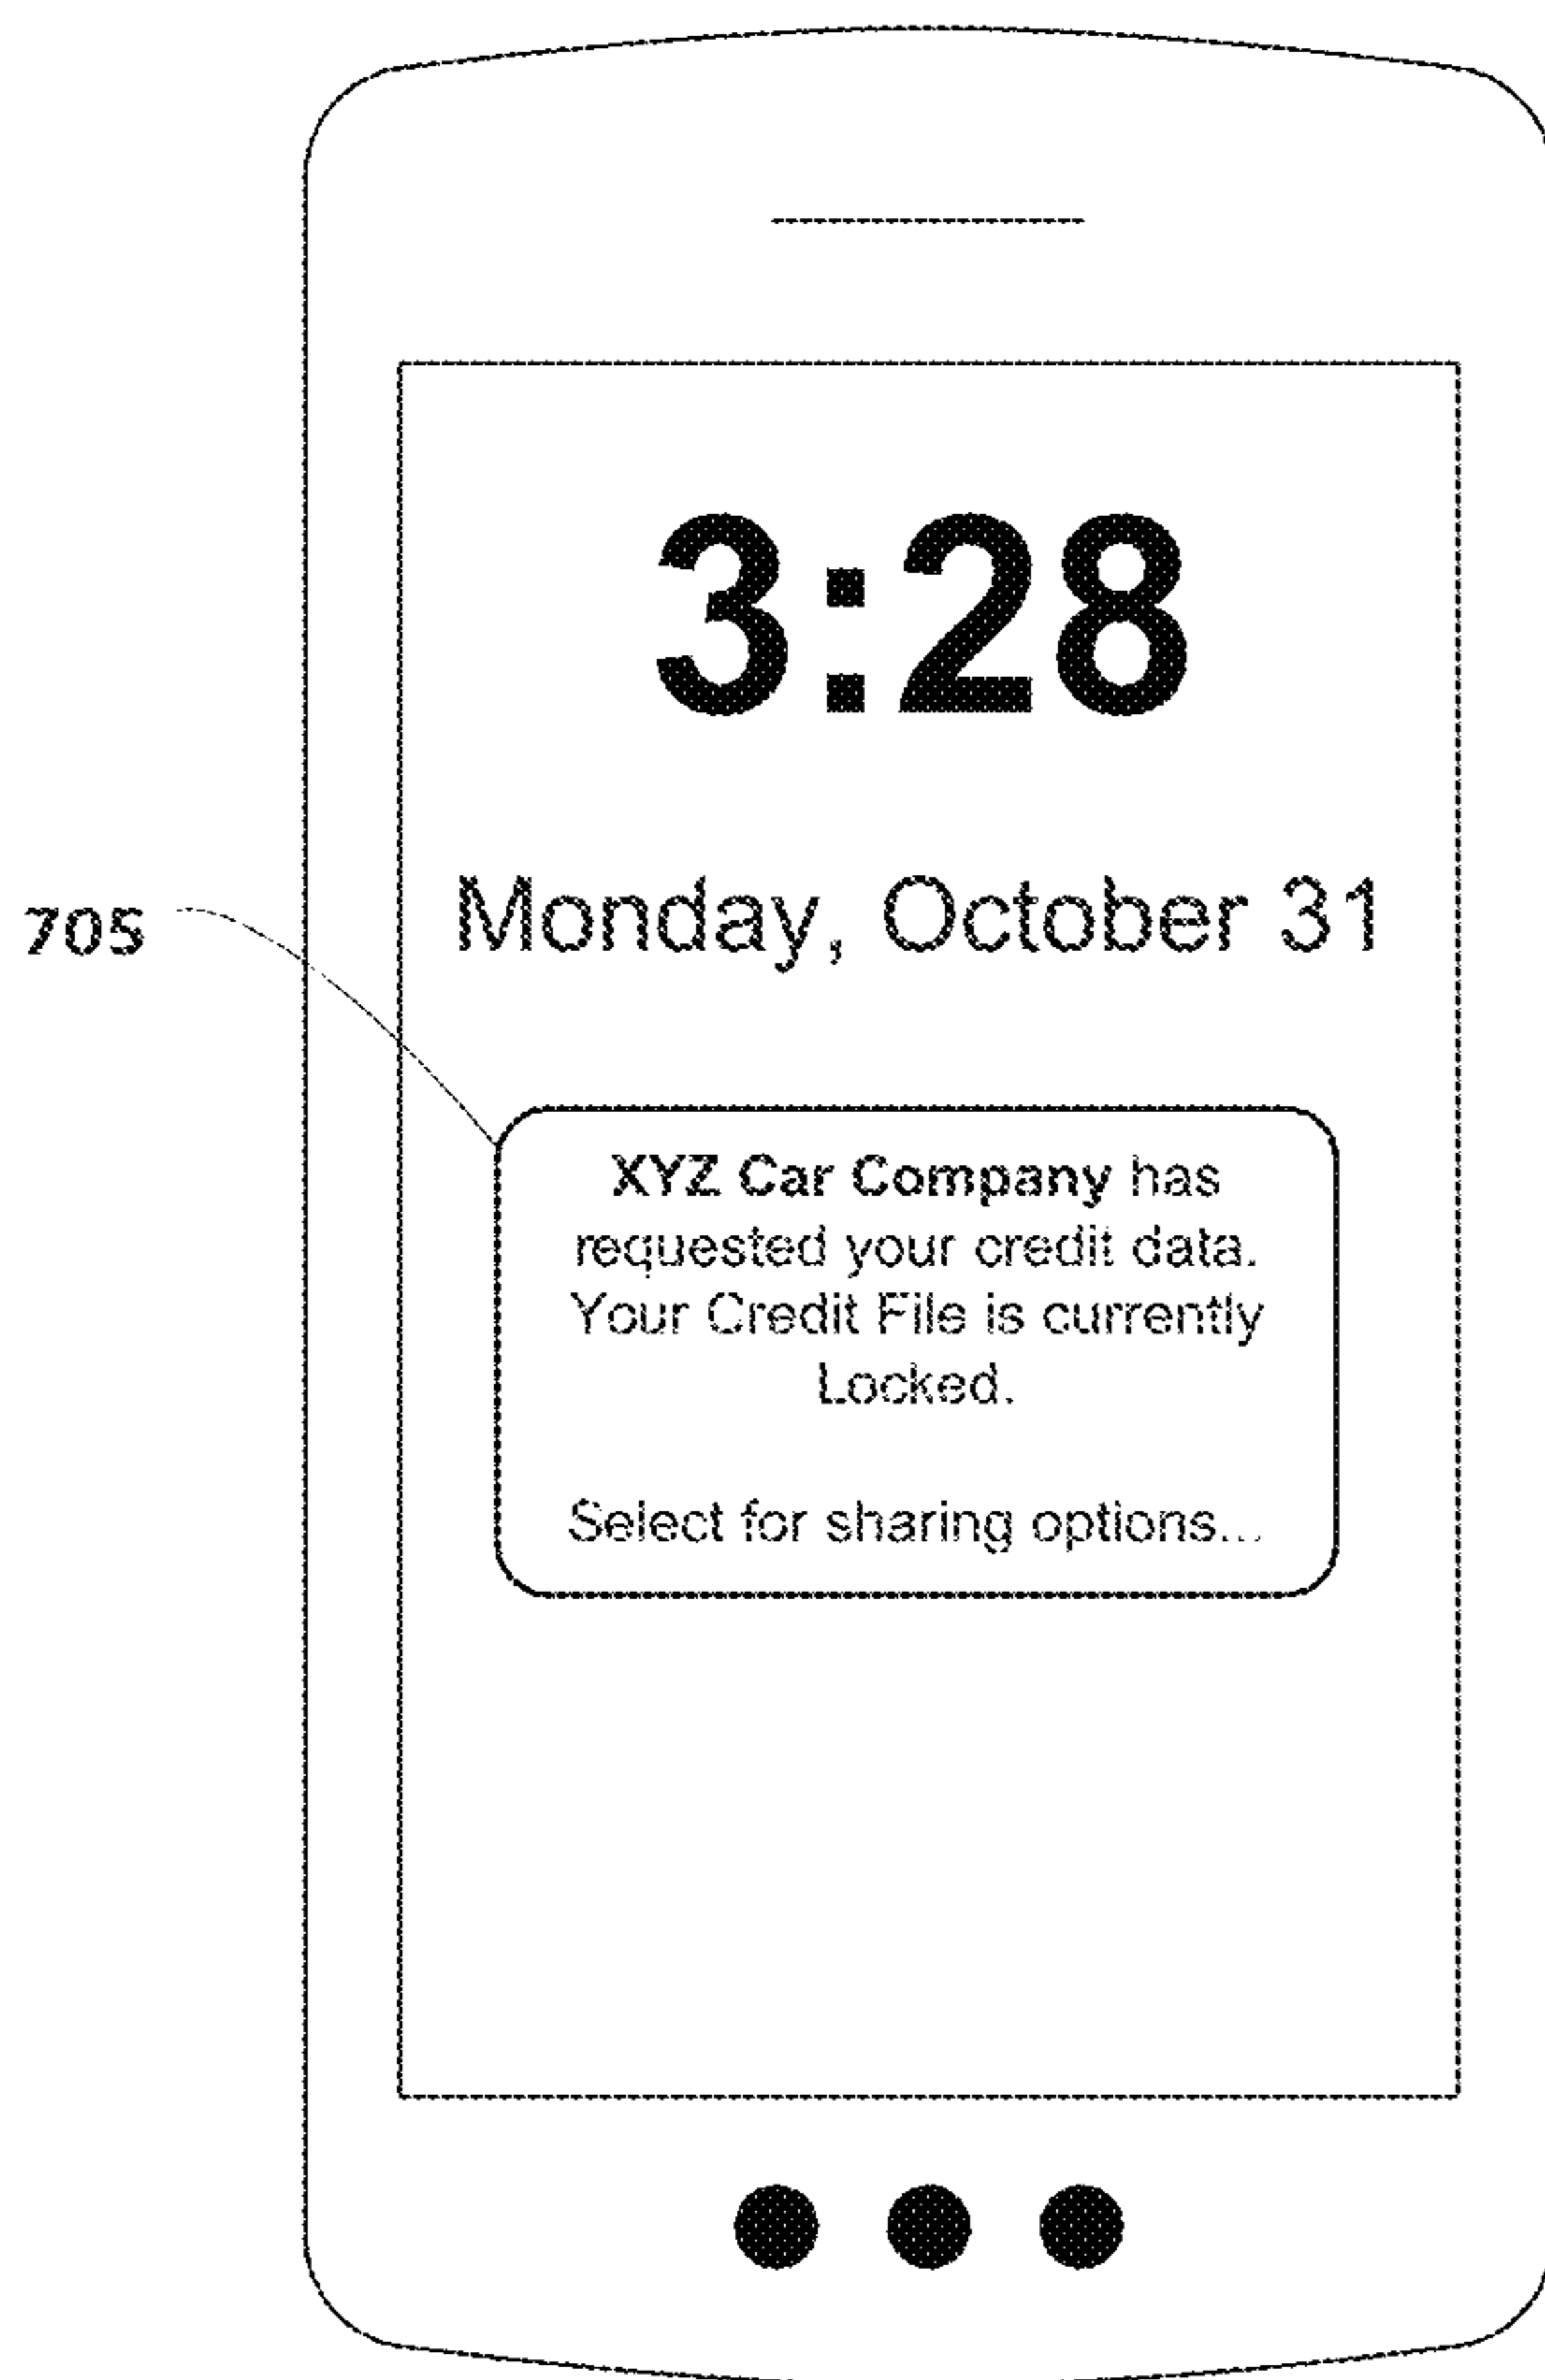 3:28
Monday, October 31
705
XYZ Car Company has
requested your credit data.
Your Credit File is currently
Locked.
Select for sharing options...